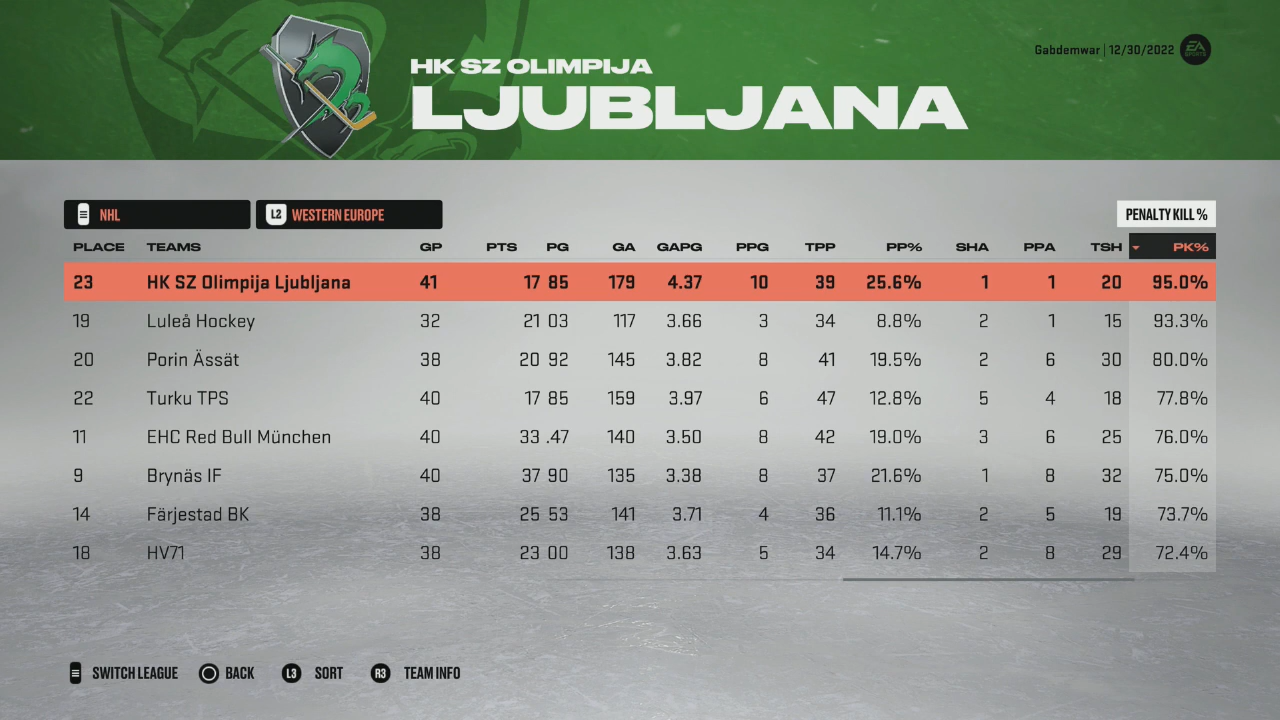 HK SZ OLIMPIJA
LJUBLJANA
Gabdemwar | 12/30/2022 EA SPORTS
NHL L2 WESTERN EUROPE PENALTY KILL %
PLACE TEAMS GP PTS PG GA GAPG PPG TPP PP% SHA PPA TSH PK%
23 HK SZ Olimpija Ljubljana 41 17 85 179 4.37 10 39 25.6% 1 1 20 95.0%
19 Luleå Hockey 32 21 03 117 3.66 3 34 8.8% 2 1 15 93.3%
20 Porin Ässät 38 20 92 145 3.82 8 41 19.5% 2 6 30 80.0%
22 Turku TPS 40 17 .85 159 3.97 6 47 12.8% 5 4 18 77.8%
11 EHC Red Bull München 40 33 .47 140 3.50 8 42 19.0% 3 6 25 76.0%
9 Brynäs IF 40 37 90 135 3.38 8 37 21.6% 1 8 32 75.0%
14 Färjestad BK 38 25 53 141 3.71 4 36 11.1% 2 5 19 73.7%
18 HV71 38 23 00 138 3.63 5 34 14.7% 2 8 29 72.4%
SWITCH LEAGUE BACK L3 SORT R3 TEAM INFO